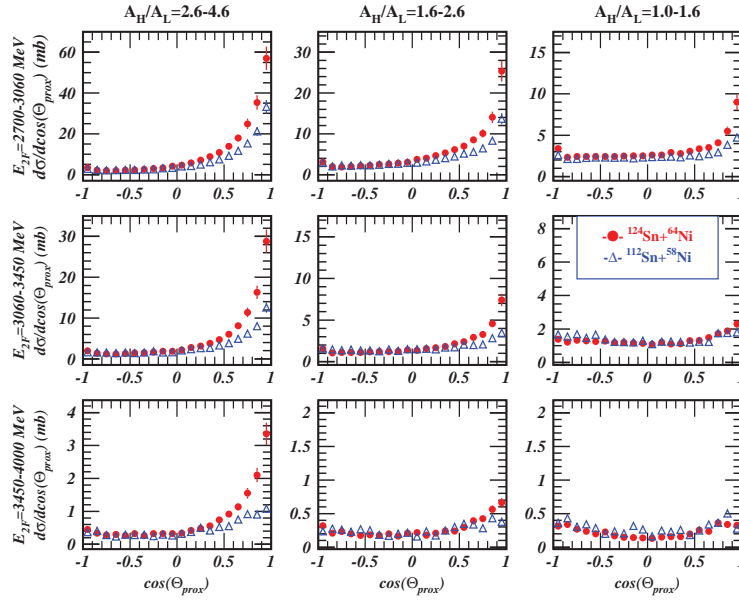 A_H/A_L=2.6-4.6 A_H/A_L=1.6-2.6 A_H/A_L=1.0-1.6
E_2F=2700-3060 MeV
dσ/dcos(Θ_prox) (mb)
60
40
20
0
-1 -0.5 0 0.5 1
30
20
10
0
-1 -0.5 0 0.5 1
15
10
5
0
-1 -0.5 0 0.5 1
E_2F=3060-3450 MeV
dσ/dcos(Θ_prox) (mb)
30
20
10
0
-1 -0.5 0 0.5 1
15
10
5
0
-1 -0.5 0 0.5 1
8
6
4
2
0
-1 -0.5 0 0.5 1
¹²⁴Sn+⁶⁴Ni
¹¹²Sn+⁵⁸Ni
E_2F=3450-4000 MeV
dσ/dcos(Θ_prox) (mb)
4
3
2
1
0
-1 -0.5 0 0.5 1
2
1.5
1
0.5
0
-1 -0.5 0 0.5 1
2
1.5
1
0.5
0
-1 -0.5 0 0.5 1
cos(Θ_prox) cos(Θ_prox) cos(Θ_prox)